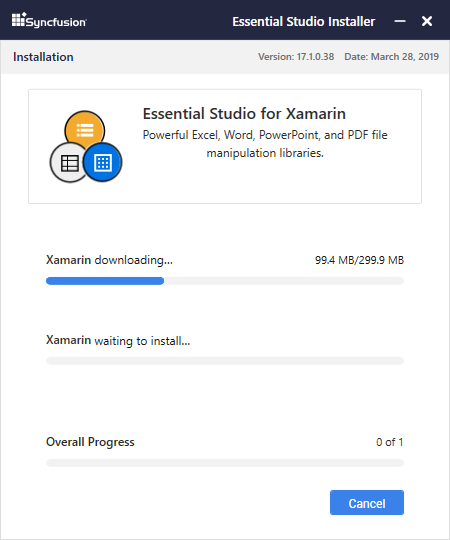 Syncfusion
Essential Studio Installer
Installation
Version: 17.1.0.38
Date: March 28, 2019
Essential Studio for Xamarin
Powerful Excel, Word, PowerPoint, and PDF file
manipulation libraries.
Xamarin downloading...
99.4 MB/299.9 MB
Xamarin waiting to install...
Overall Progress
0 of 1
Cancel